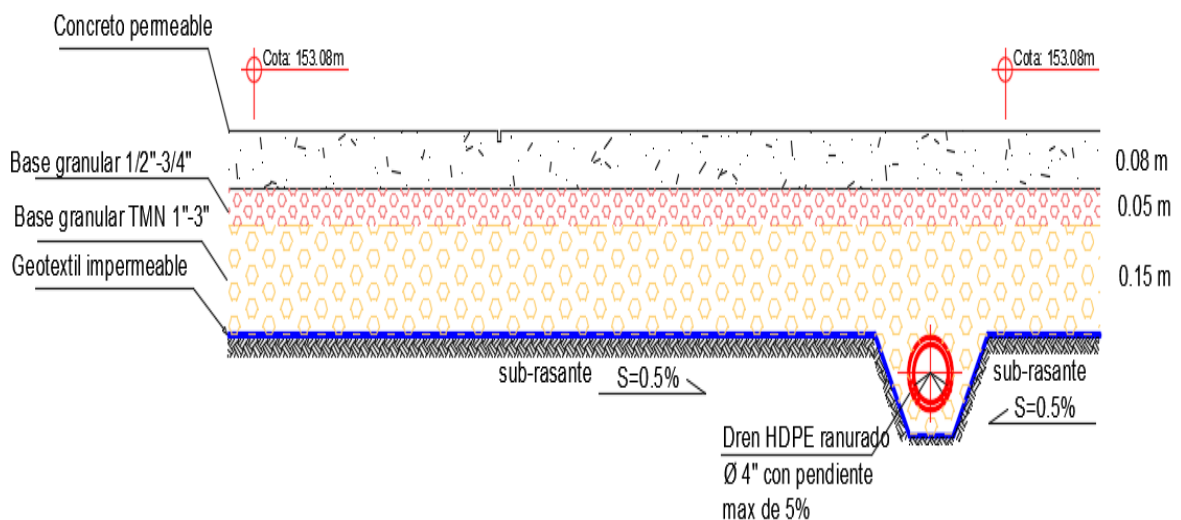 Concreto permeable
Cota: 153.08m
Cota: 153.08m
Base granular 1/2"-3/4"
0.08 m
Base granular TMN 1"-3"
0.05 m
Geotextil impermeable
0.15 m
sub-rasante
S=0.5%
sub-rasante
S=0.5%
Dren HDPE ranurado
Ø 4" con pendiente
max de 5%